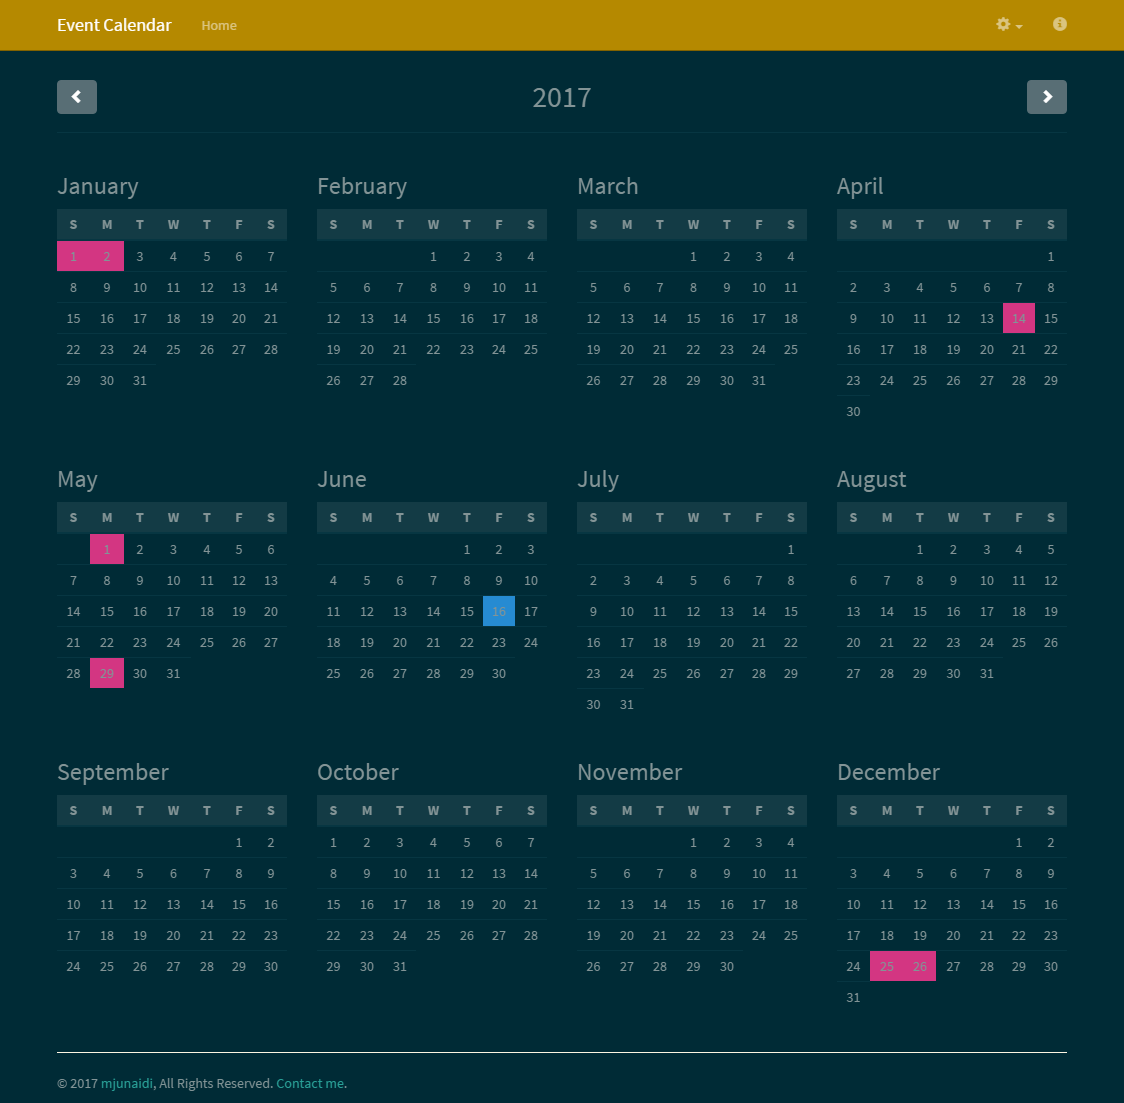 Event Calendar Home
2017
January February March April
S M T W T F S S M T W T F S S M T W T F S S M T W T F S
1 2 3 4 5 6 7 1 2 3 4 1 2 3 4 1
8 9 10 11 12 13 14 5 6 7 8 9 10 11 5 6 7 8 9 10 11 2 3 4 5 6 7 8
15 16 17 18 19 20 21 12 13 14 15 16 17 18 12 13 14 15 16 17 18 9 10 11 12 13 14 15
22 23 24 25 26 27 28 19 20 21 22 23 24 25 19 20 21 22 23 24 25 16 17 18 19 20 21 22
29 30 31 26 27 28 26 27 28 29 30 31 23 24 25 26 27 28 29
30
May June July August
S M T W T F S S M T W T F S S M T W T F S S M T W T F S
1 2 3 4 5 6 1 2 3 1 1 2 3 4 5
7 8 9 10 11 12 13 4 5 6 7 8 9 10 2 3 4 5 6 7 8 6 7 8 9 10 11 12
14 15 16 17 18 19 20 11 12 13 14 15 16 17 9 10 11 12 13 14 15 13 14 15 16 17 18 19
21 22 23 24 25 26 27 18 19 20 21 22 23 24 16 17 18 19 20 21 22 20 21 22 23 24 25 26
28 29 30 31 25 26 27 28 29 30 23 24 25 26 27 28 29 27 28 29 30 31
30 31
September October November December
S M T W T F S S M T W T F S S M T W T F S S M T W T F S
1 2 1 2 3 4 5 6 7 1 2 3 4 1 2
3 4 5 6 7 8 9 8 9 10 11 12 13 14 5 6 7 8 9 10 11 3 4 5 6 7 8 9
10 11 12 13 14 15 16 15 16 17 18 19 20 21 12 13 14 15 16 17 18 10 11 12 13 14 15 16
17 18 19 20 21 22 23 22 23 24 25 26 27 28 19 20 21 22 23 24 25 17 18 19 20 21 22 23
24 25 26 27 28 29 30 29 30 31 26 27 28 29 30 24 25 26 27 28 29 30
31
© 2017 mjunaidi, All Rights Reserved. Contact me.